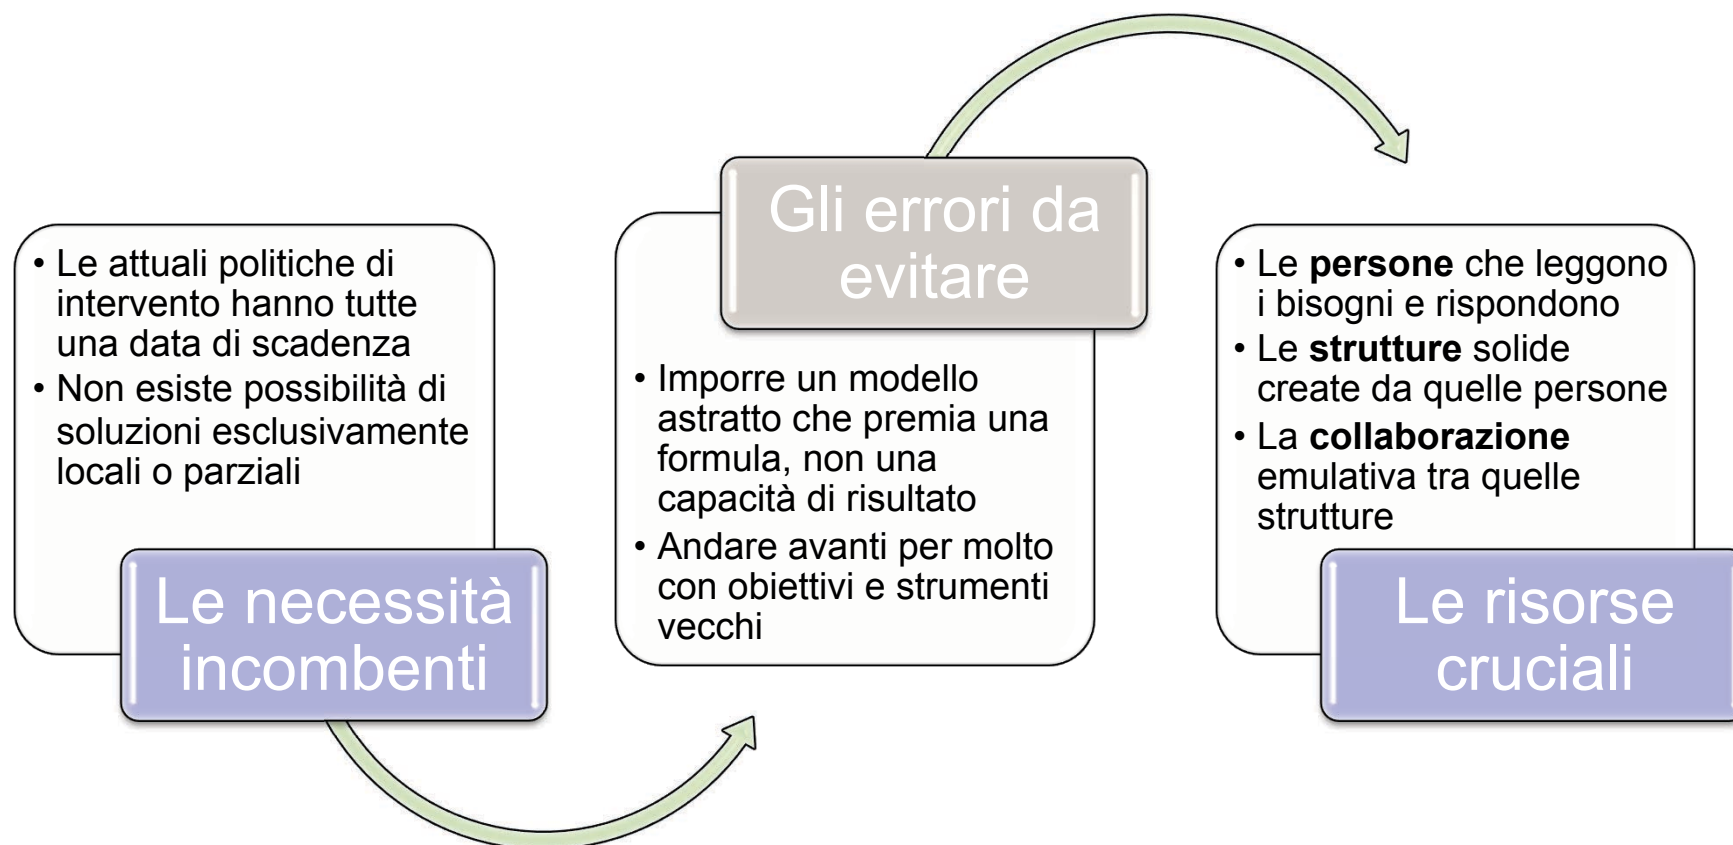 • Le attuali politiche di
intervento hanno tutte
una data di scadenza
• Non esiste possibilità di
soluzioni esclusivamente
locali o parziali
Le necessità
incombenti
Gli errori da
evitare
• Imporre un modello
astratto che premia una
formula, non una
capacità di risultato
• Andare avanti per molto
con obiettivi e strumenti
vecchi
• Le persone che leggono
i bisogni e rispondono
• Le strutture solide
create da quelle persone
• La collaborazione
emulativa tra quelle
strutture
Le risorse
cruciali